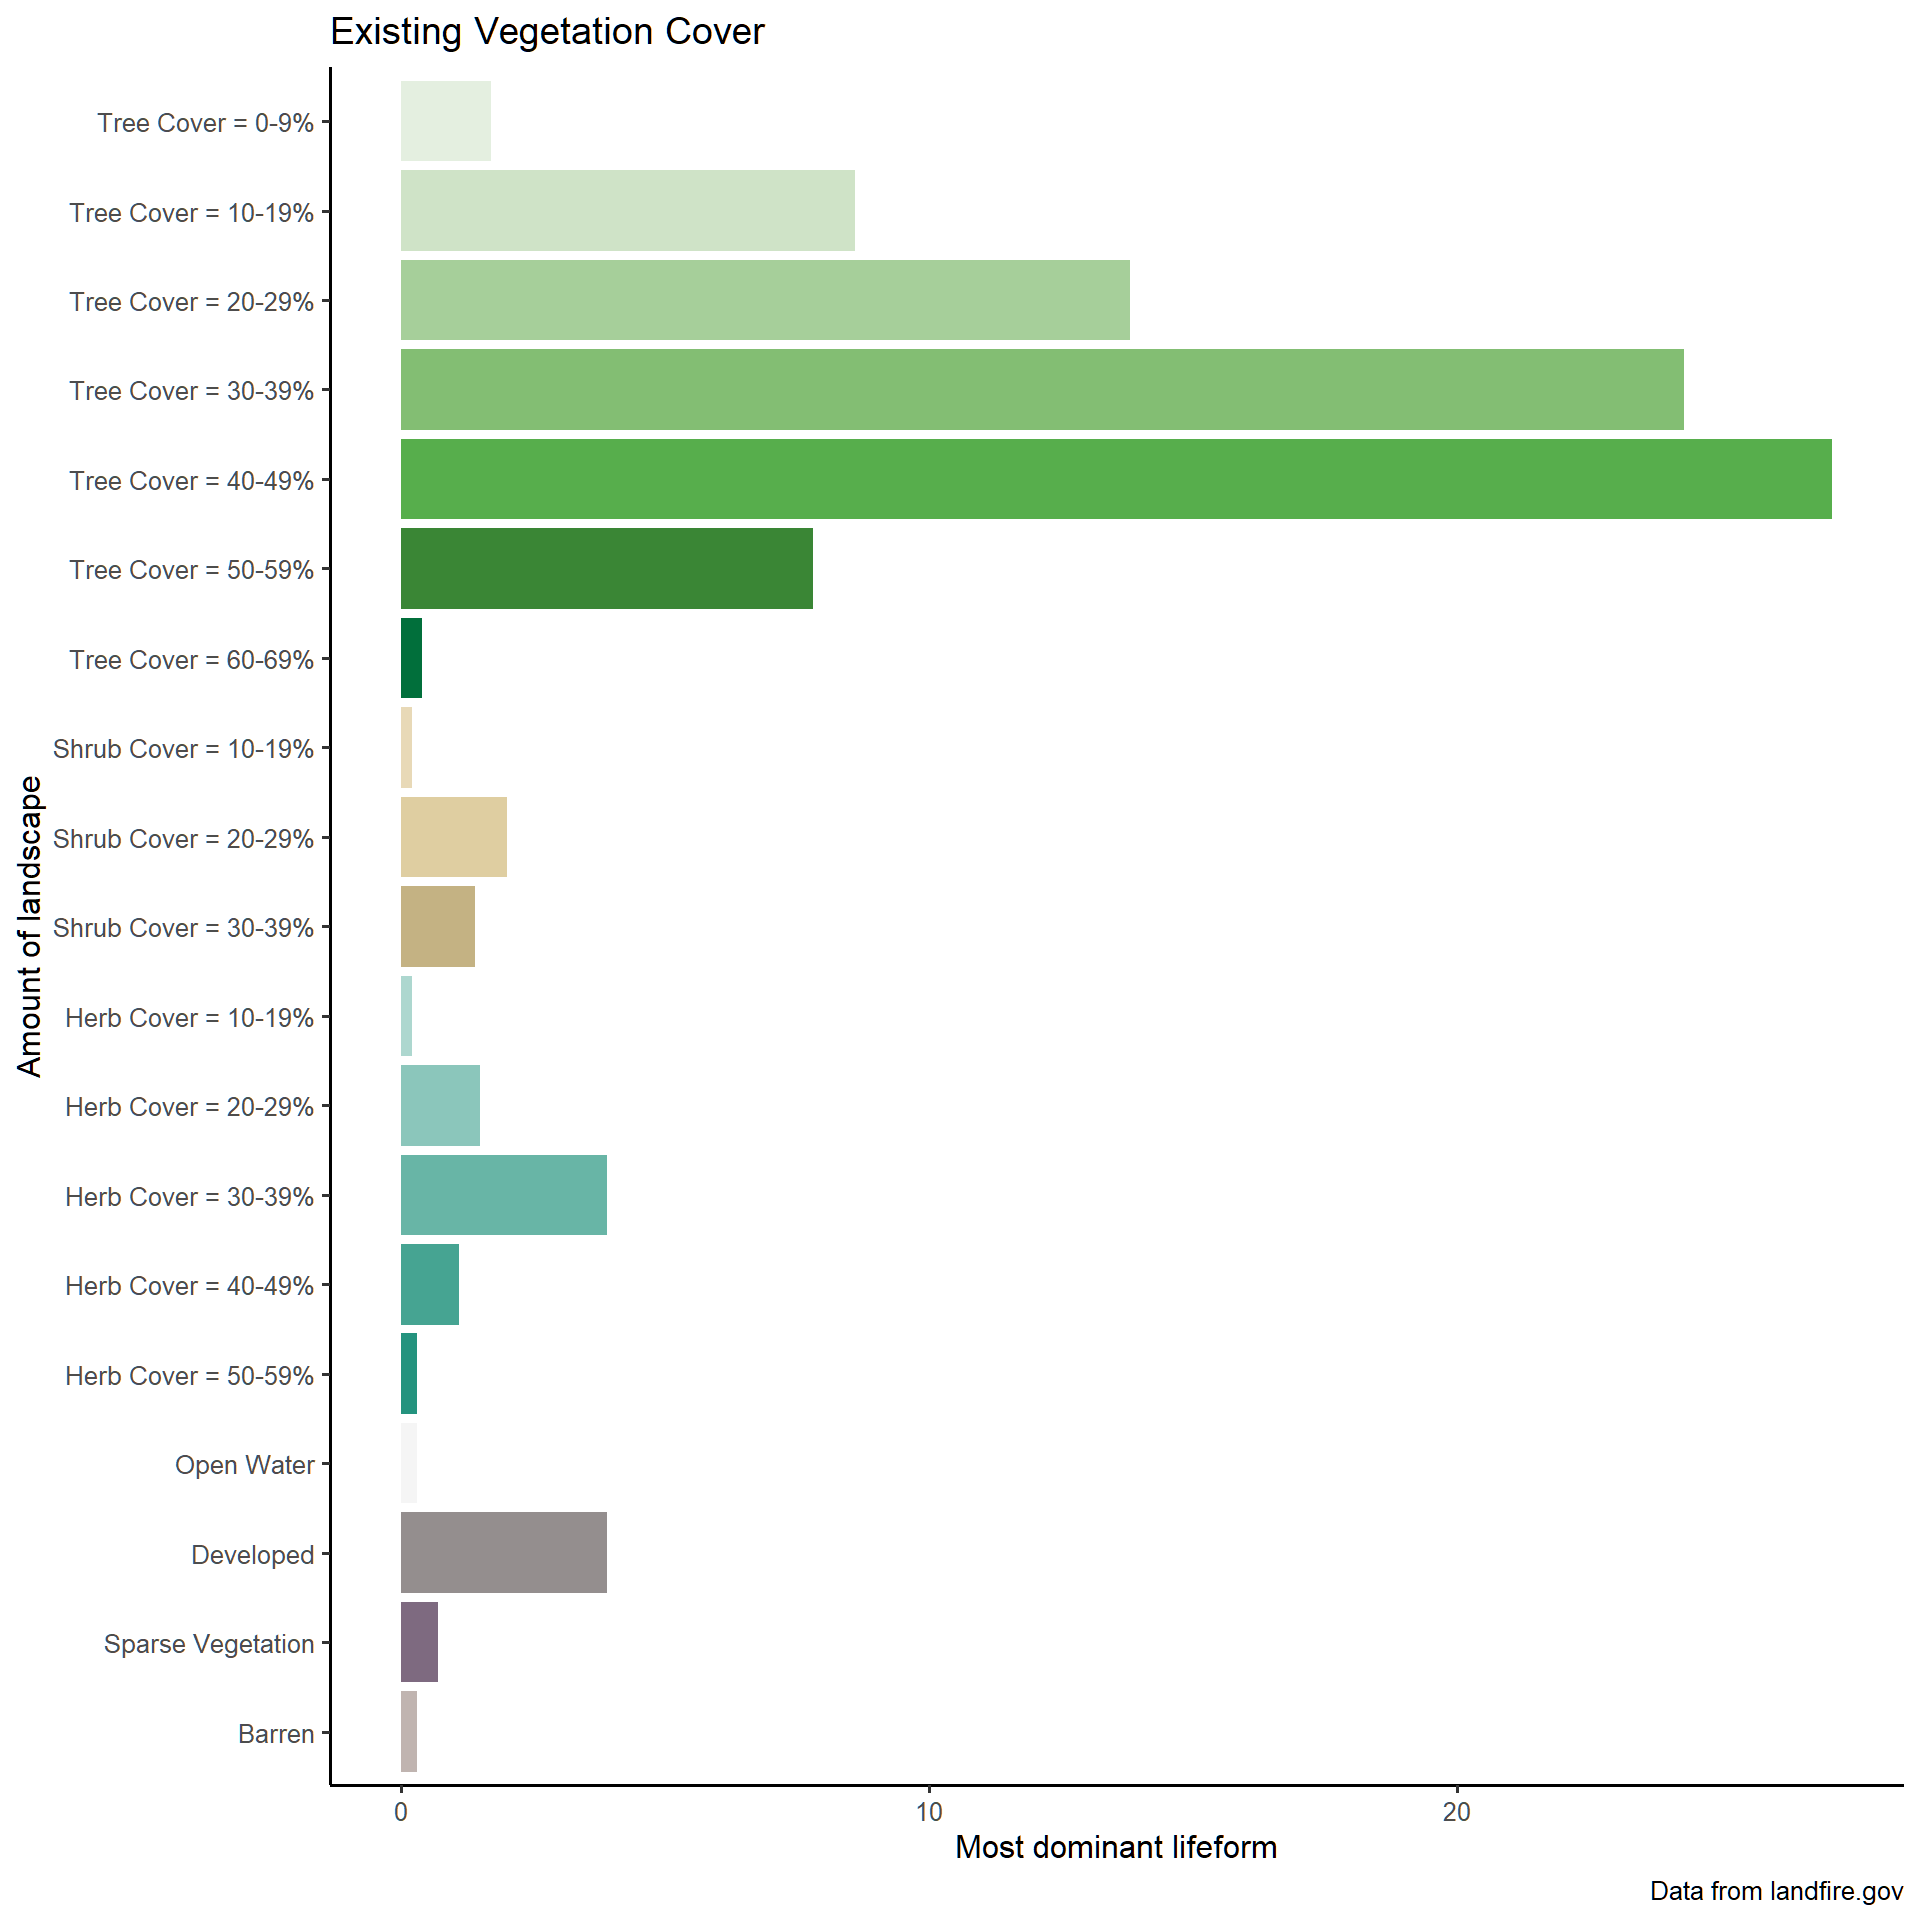 Existing Vegetation Cover
Tree Cover = 0-9%
Tree Cover = 10-19%
Tree Cover = 20-29%
Tree Cover = 30-39%
Tree Cover = 40-49%
Tree Cover = 50-59%
Tree Cover = 60-69%
Shrub Cover = 10-19%
Shrub Cover = 20-29%
Shrub Cover = 30-39%
Herb Cover = 10-19%
Herb Cover = 20-29%
Herb Cover = 30-39%
Herb Cover = 40-49%
Herb Cover = 50-59%
Open Water
Developed
Sparse Vegetation
Barren
Amount of landscape
0 10 20
Most dominant lifeform
Data from landfire.gov